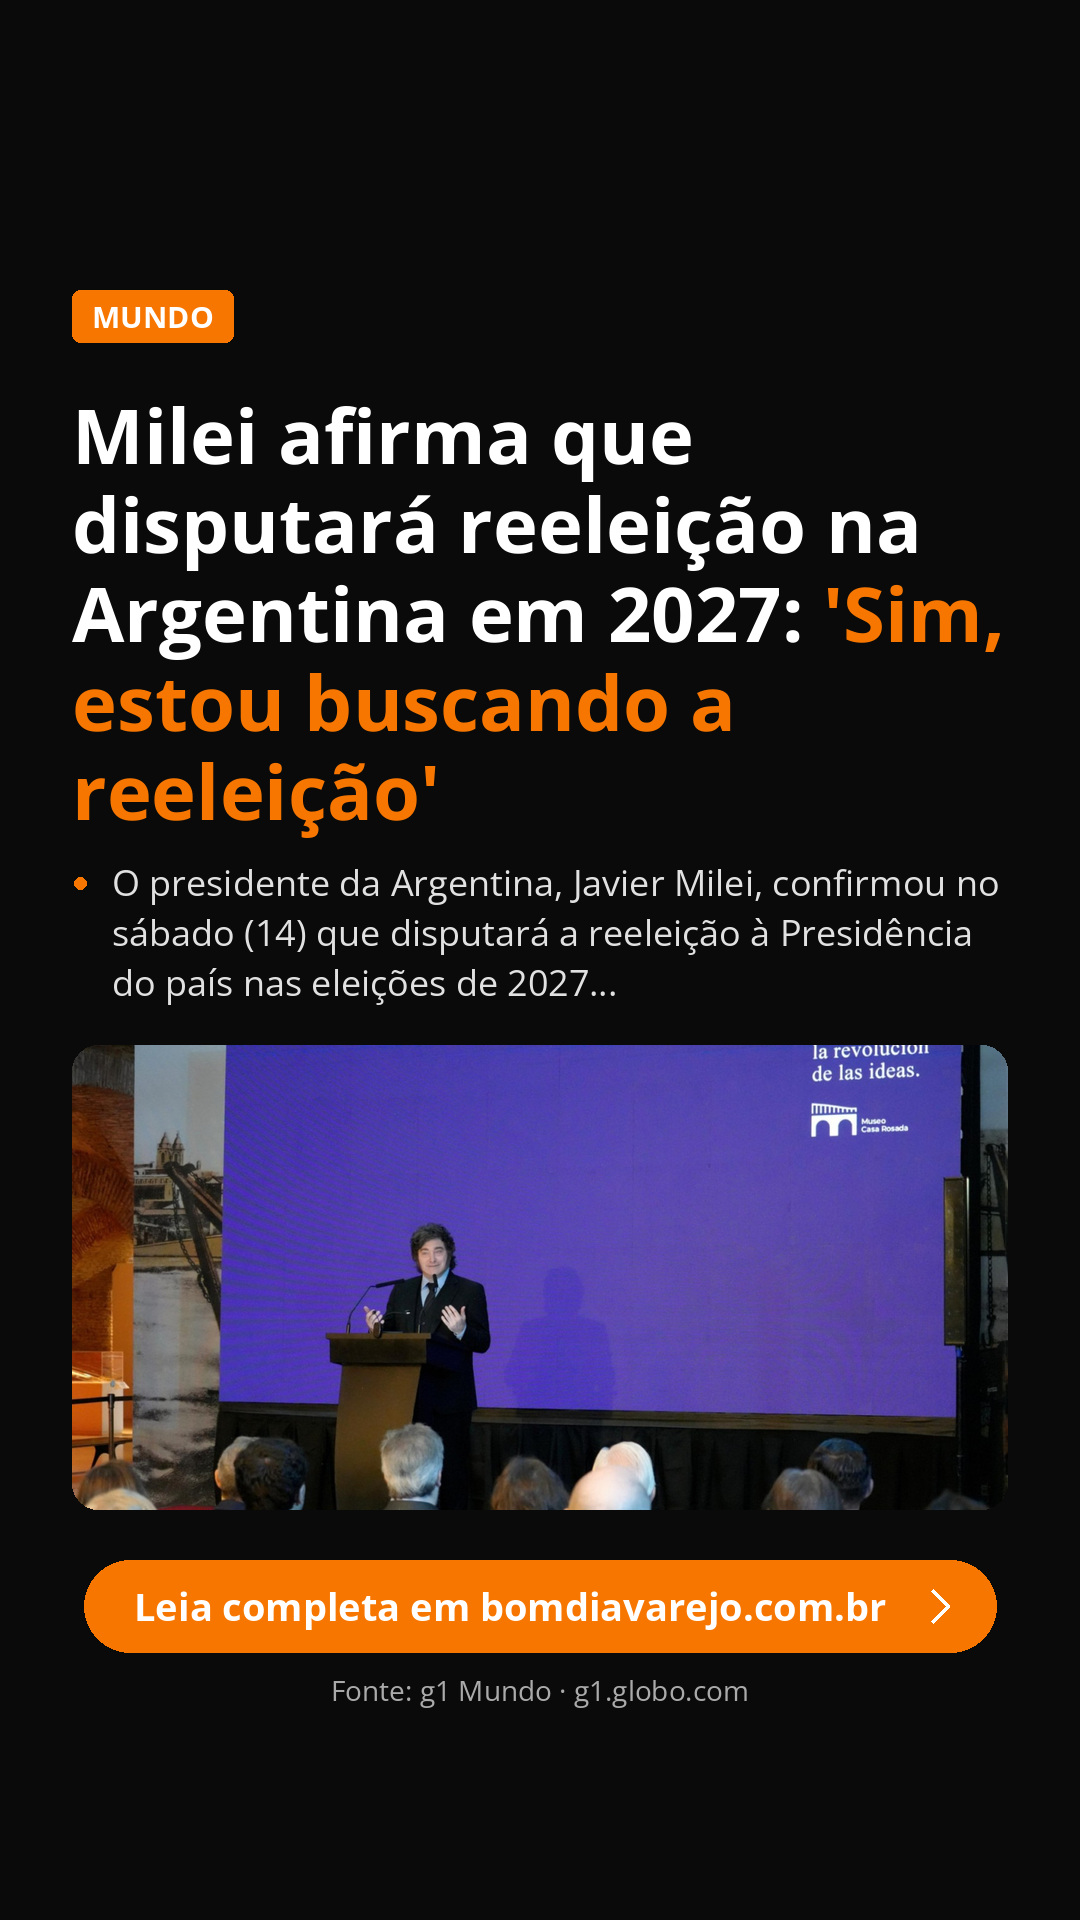 MUNDO
Milei afirma que
disputará reeleição na
Argentina em 2027: 'Sim,
estou buscando a
reeleição'
O presidente da Argentina, Javier Milei, confirmou no
sábado (14) que disputará a reeleição à Presidência
do país nas eleições de 2027...
la revolución
de las ideas.
Museo
Casa Rosada
Leia completa em bomdiavarejo.com.br
Fonte: g1 Mundo · g1.globo.com